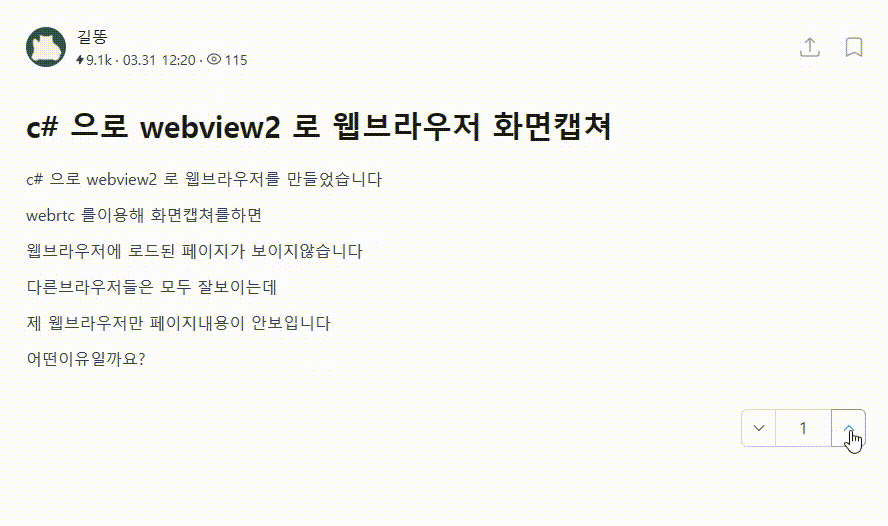 길똥
9.1k · 03.31 12:20 · 115
c# 으로 webview2 로 웹브라우저 화면캡쳐
c# 으로 webview2 로 웹브라우저를 만들었습니다
webrtc 를이용해 화면캡쳐를하면
웹브라우저에 로드된 페이지가 보이지않습니다
다른브라우저들은 모두 잘보이는데
제 웹브라우저만 페이지내용이 안보입니다
어떤이유일까요?
1